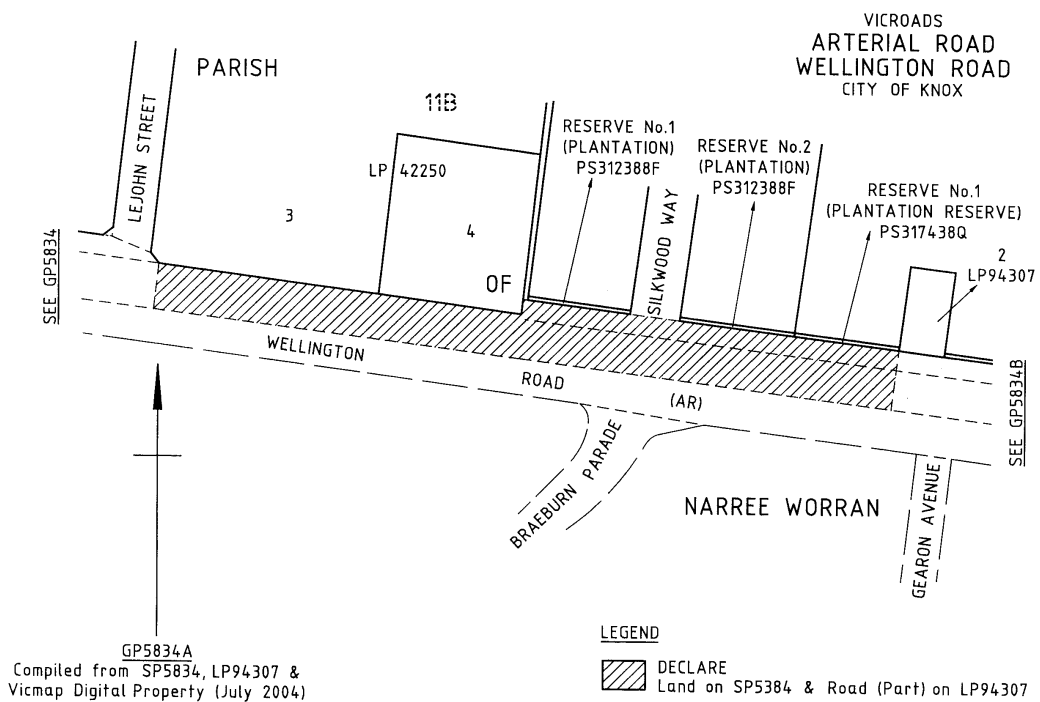 VICROADS
ARTERIAL ROAD
WELLINGTON ROAD
CITY OF KNOX
PARISH
11B
LEJOHN STREET
RESERVE No.1
(PLANTATION)
PS312388F
RESERVE No.2
(PLANTATION)
PS312388F
RESERVE No.1
(PLANTATION RESERVE)
PS317438Q
LP 42250
3
4
OF
SILKWOOD WAY
2
LP94307
SEE GP5834
WELLINGTON
ROAD
(AR)
SEE GP5834B
BRAEBURN PARADE
NARREE WORRAN
GEARON AVENUE
GP5834A
Compiled from SP5834, LP94307 &
Vicmap Digital Property (July 2004)
LEGEND
DECLARE
Land on SP5384 & Road (Part) on LP94307